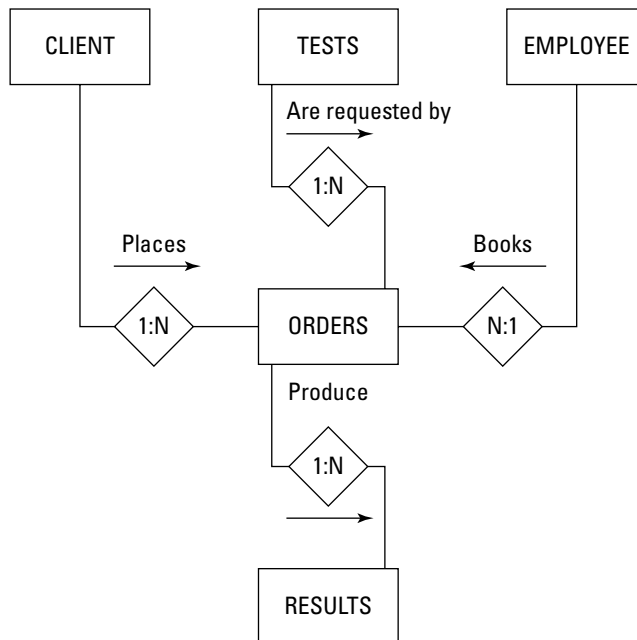 CLIENT
TESTS
EMPLOYEE
Are requested by
1:N
Places
Books
1:N
ORDERS
N:1
Produce
1:N
RESULTS